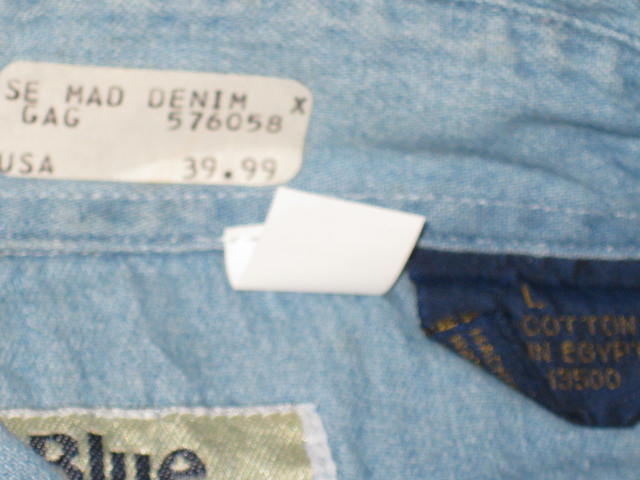 SE MAD DENIM X
GAG 576058
USA 39.99
L
COTTON
IN EGYPT
13500
Blue